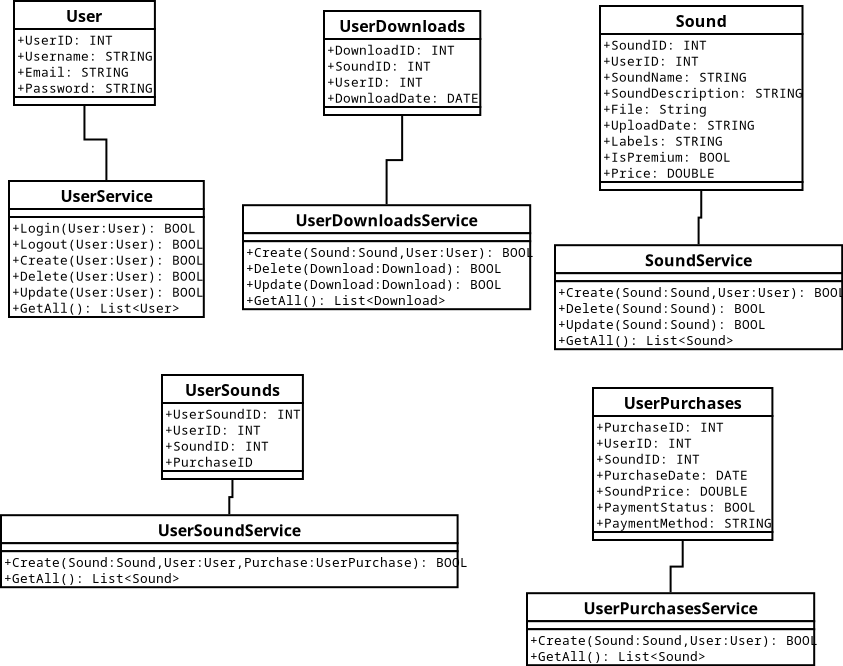 User
+UserID: INT
+Username: STRING
+Email: STRING
+Password: STRING
UserDownloads
+DownloadID: INT
+SoundID: INT
+UserID: INT
+DownloadDate: DATE
Sound
+SoundID: INT
+UserID: INT
+SoundName: STRING
+SoundDescription: STRING
+File: String
+UploadDate: STRING
+Labels: STRING
+IsPremium: BOOL
+Price: DOUBLE
UserService
+Login(User:User): BOOL
+Logout(User:User): BOOL
+Create(User:User): BOOL
+Delete(User:User): BOOL
+Update(User:User): BOOL
+GetAll(): List<User>
UserDownloadsService
+Create(Sound:Sound,User:User): BOOL
+Delete(Download:Download): BOOL
+Update(Download:Download): BOOL
+GetAll(): List<Download>
SoundService
+Create(Sound:Sound,User:User): BOOL
+Delete(Sound:Sound): BOOL
+Update(Sound:Sound): BOOL
+GetAll(): List<Sound>
UserSounds
+UserSoundID: INT
+UserID: INT
+SoundID: INT
+PurchaseID
UserPurchases
+PurchaseID: INT
+UserID: INT
+SoundID: INT
+PurchaseDate: DATE
+SoundPrice: DOUBLE
+PaymentStatus: BOOL
+PaymentMethod: STRING
UserSoundService
+Create(Sound:Sound,User:User,Purchase:UserPurchase): BOOL
+GetAll(): List<Sound>
UserPurchasesService
+Create(Sound:Sound,User:User): BOOL
+GetAll(): List<Sound>